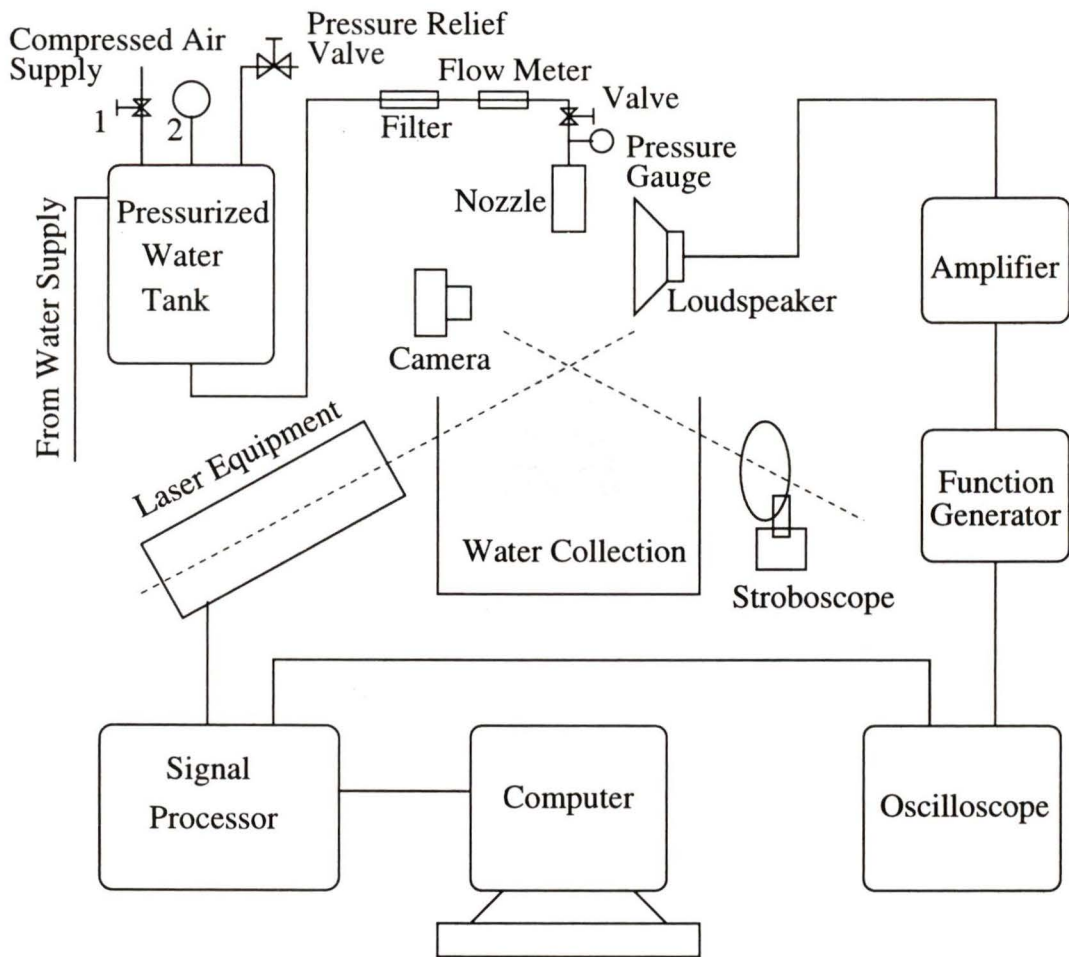 Compressed Air
Supply
Pressure Relief
Valve
1
2
Flow Meter
Filter
Valve
Pressure
Gauge
Nozzle
From Water Supply
Pressurized
Water
Tank
Camera
Loudspeaker
Amplifier
Laser Equipment
Water Collection
Stroboscope
Function
Generator
Signal
Processor
Computer
Oscilloscope